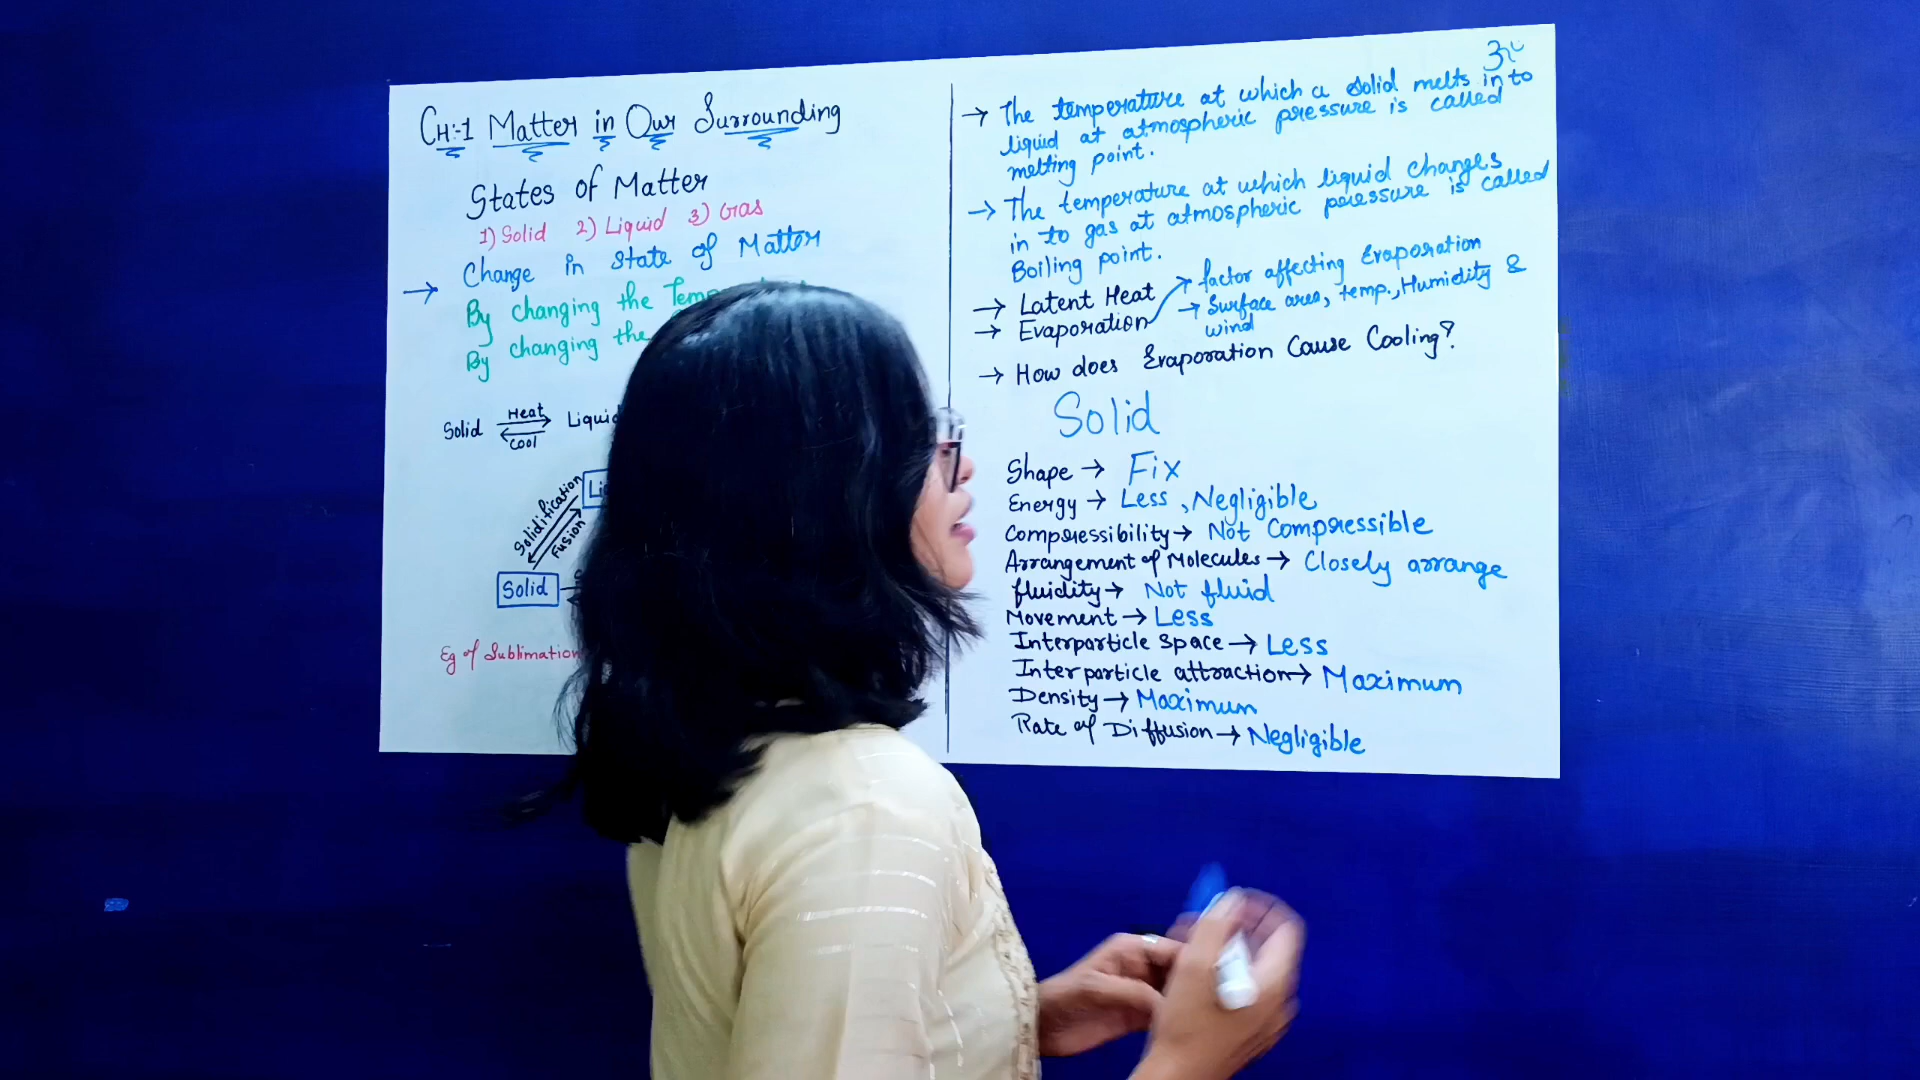 CH:-1 Matter in Our Surrounding
States of Matter
1) Solid 2) Liquid 3) Gas
→ Change in State of Matter
By changing the
By changing the
Solid Heat Cool
Solidification
Fusion
Solid
Eg of Sublimation
→ The temperature at which a solid melts in to
liquid at atmospheric pressure is called
melting point.
→ The temperature at which liquid changes
in to gas at atmospheric pressure is called
Boiling point.
→ Latent Heat
→ Evaporation
→ factor affecting Evaporation
→ Surface area, temp., Humidity &
wind
→ How does Evaporation Cause Cooling?
Solid
Shape → Fix
Energy → Less, Negligible
Compressibility → Not Compressible
Arrangement of Molecules → Closely arrange
fluidity → Not fluid
Movement → Less
Interparticle Space → Less
Interparticle attraction → Maximum
Density → Maximum
Rate of Diffusion → Negligible